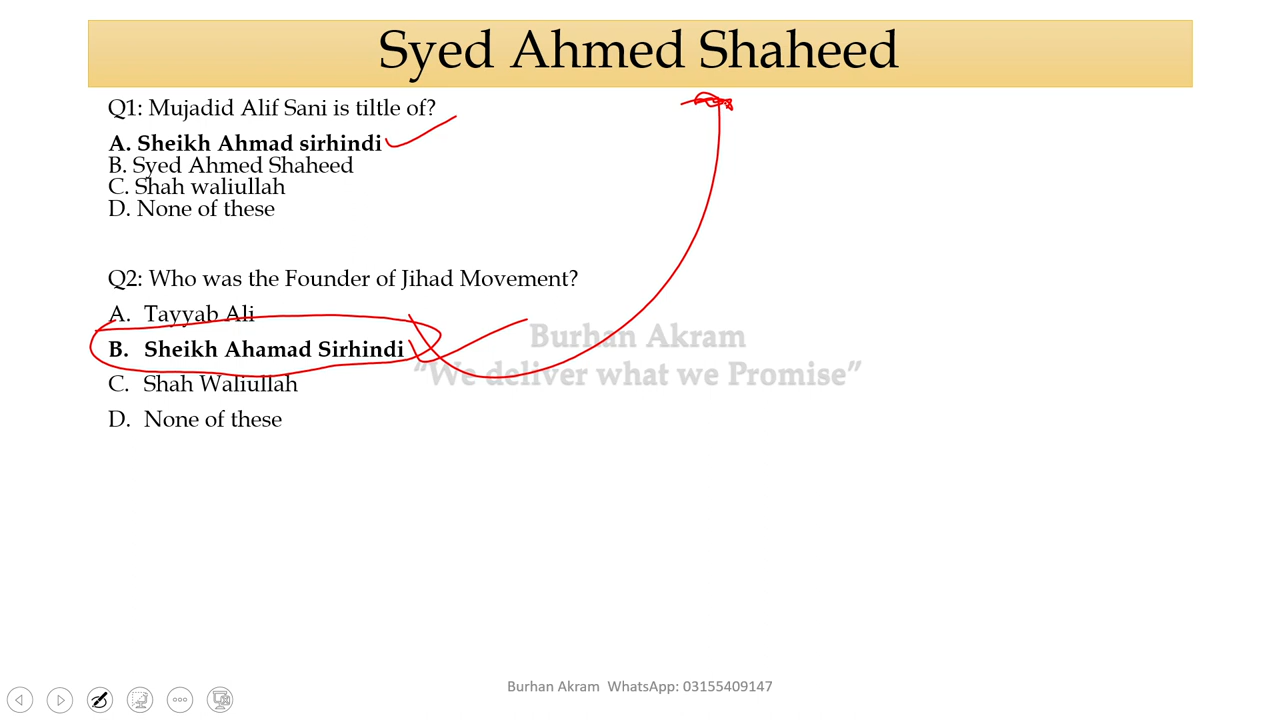 Syed Ahmed Shaheed
Q1: Mujadid Alif Sani is tiltle of?
A. Sheikh Ahmad sirhindi
B. Syed Ahmed Shaheed
C. Shah waliullah
D. None of these
Q2: Who was the Founder of Jihad Movement?
A. Tayyab Ali
B. Sheikh Ahamad Sirhindi
C. Shah Waliullah
D. None of these
Burhan Akram
“We deliver what we Promise”
Burhan Akram WhatsApp: 03155409147